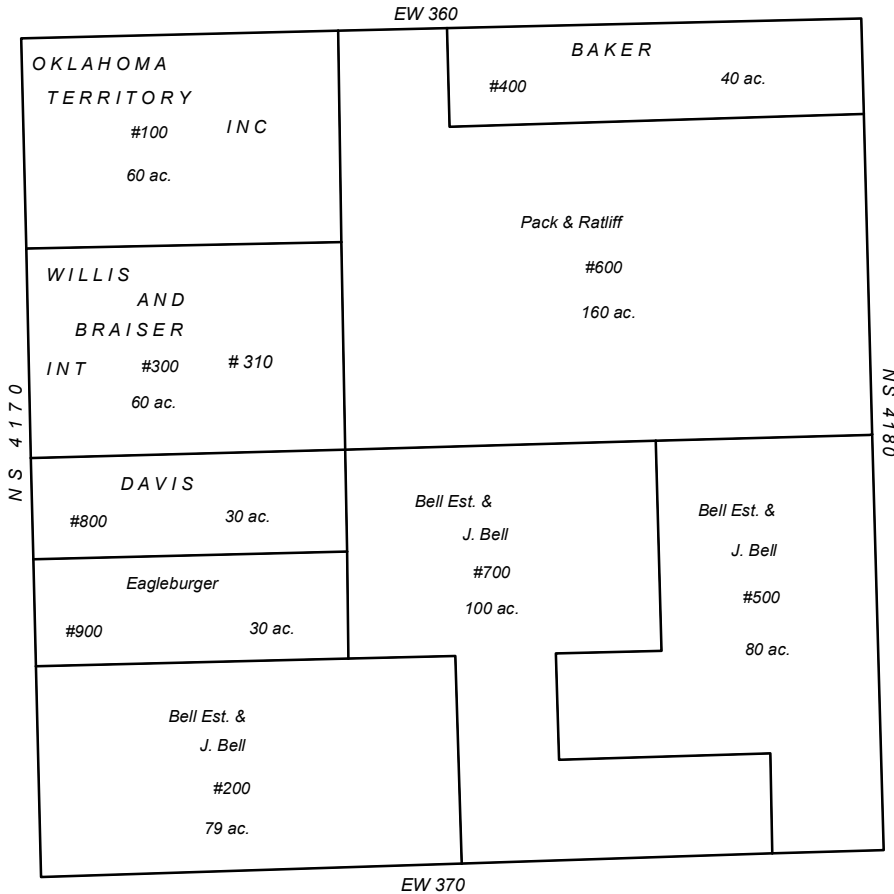 EW 360
OKLAHOMA
TERRITORY
#100 INC
60 ac.
BAKER
#400 40 ac.
Pack & Ratliff
#600
160 ac.
WILLIS
AND
BRAISER
INT #300 # 310
60 ac.
NS 4170
NS 4180
DAVIS
#800 30 ac.
Eagleburger
#900 30 ac.
Bell Est. &
J. Bell
#700
100 ac.
Bell Est. &
J. Bell
#500
80 ac.
Bell Est. &
J. Bell
#200
79 ac.
EW 370